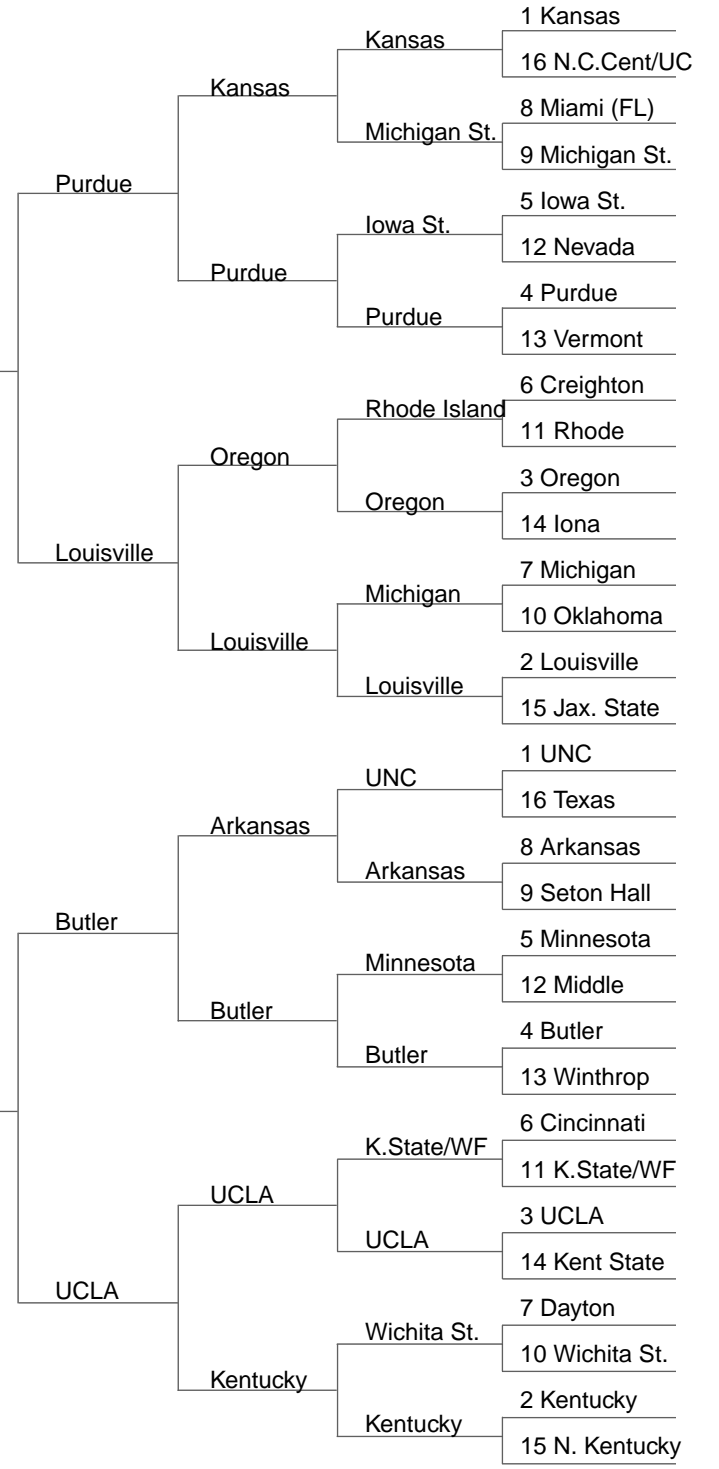 1 Kansas
Kansas
16 N.C.Cent/UC
Kansas
8 Miami (FL)
Michigan St.
9 Michigan St.
Purdue
5 Iowa St.
Iowa St.
12 Nevada
Purdue
4 Purdue
Purdue
13 Vermont
6 Creighton
Rhode Island
11 Rhode
Oregon
3 Oregon
Oregon
14 Iona
Louisville
7 Michigan
Michigan
10 Oklahoma
Louisville
2 Louisville
Louisville
15 Jax. State
1 UNC
UNC
16 Texas
Arkansas
8 Arkansas
Arkansas
9 Seton Hall
Butler
5 Minnesota
Minnesota
12 Middle
Butler
4 Butler
Butler
13 Winthrop
6 Cincinnati
K.State/WF
11 K.State/WF
UCLA
3 UCLA
UCLA
14 Kent State
UCLA
7 Dayton
Wichita St.
10 Wichita St.
Kentucky
2 Kentucky
Kentucky
15 N. Kentucky